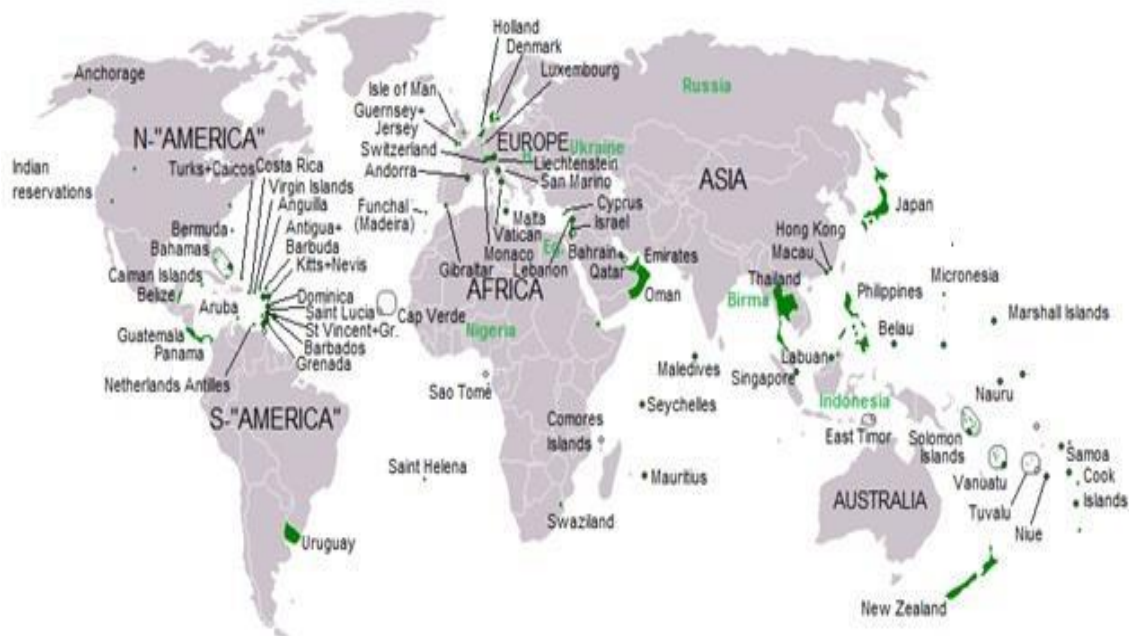 Holland
Denmark
Luxembourg
Anchorage
Isle of Man
Guernsey+
Jersey
Switzerland
Andorra
EUROPE
Ukraine
Russia
Liechtenstein
San Marino
N-"AMERICA"
Indian
reservations
Turks+Caicos
Costa Rica
Virgin Islands
Anguilla
Antigua+
Barbuda
Kitts+Nevis
Bermuda
Bahamas
Caiman Islands
Belize
Aruba
Guatemala
Panama
Netherlands Antilles
Dominica
Saint Lucia
St Vincent+Gr.
Barbados
Grenada
Funchal
(Madeira)
Gibraltar
Monaco
Vatican
Malta
Lebanon
Cyprus
Israel
Eg.
Bahrain
Qatar
Emirates
Oman
ASIA
Japan
Hong Kong
Macau
Thailand
Birma
Philippines
Micronesia
Marshall Islands
Belau
Labuan
Singapore
Maledives
AFRICA
Cap Verde
Nigeria
Sao Tome
Seychelles
Comores
Islands
Mauritius
Saint Helena
Swaziland
S-"AMERICA"
Uruguay
Indonesia
East Timor
Nauru
Solomon
Islands
Vanuatu
Tuvalu
Niue
Samoa
Cook
Islands
AUSTRALIA
New Zealand